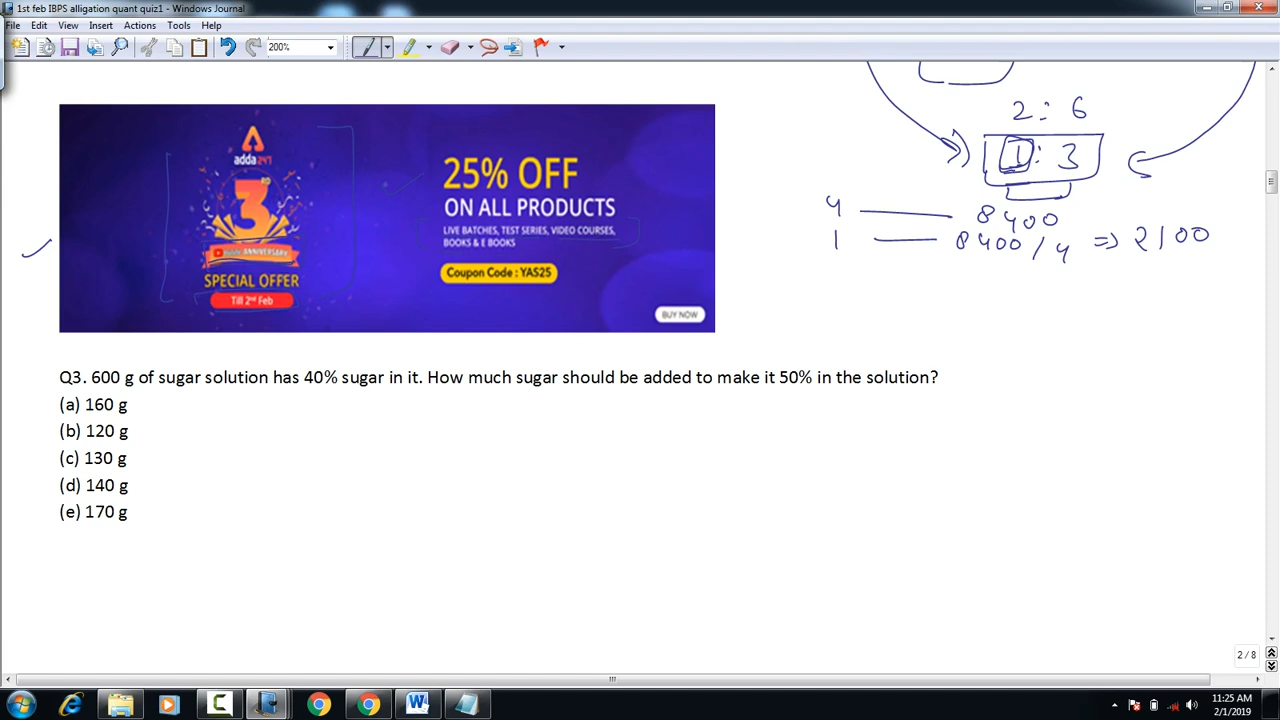 1st feb IBPS alligation quant quiz1 - Windows Journal
File Edit View Insert Actions Tools Help
200%
2 : 6
1 : 3
4 — 8400
1 — 8400/4 => 2100
adda247
3RD
ANNIVERSARY
SPECIAL OFFER
Till 2nd Feb
25% OFF
ON ALL PRODUCTS
LIVE BATCHES, TEST SERIES, VIDEO COURSES,
BOOKS & E BOOKS
Coupon Code : YAS25
BUY NOW
Q3. 600 g of sugar solution has 40% sugar in it. How much sugar should be added to make it 50% in the solution?
(a) 160 g
(b) 120 g
(c) 130 g
(d) 140 g
(e) 170 g
2 / 8
11:25 AM
2/1/2019